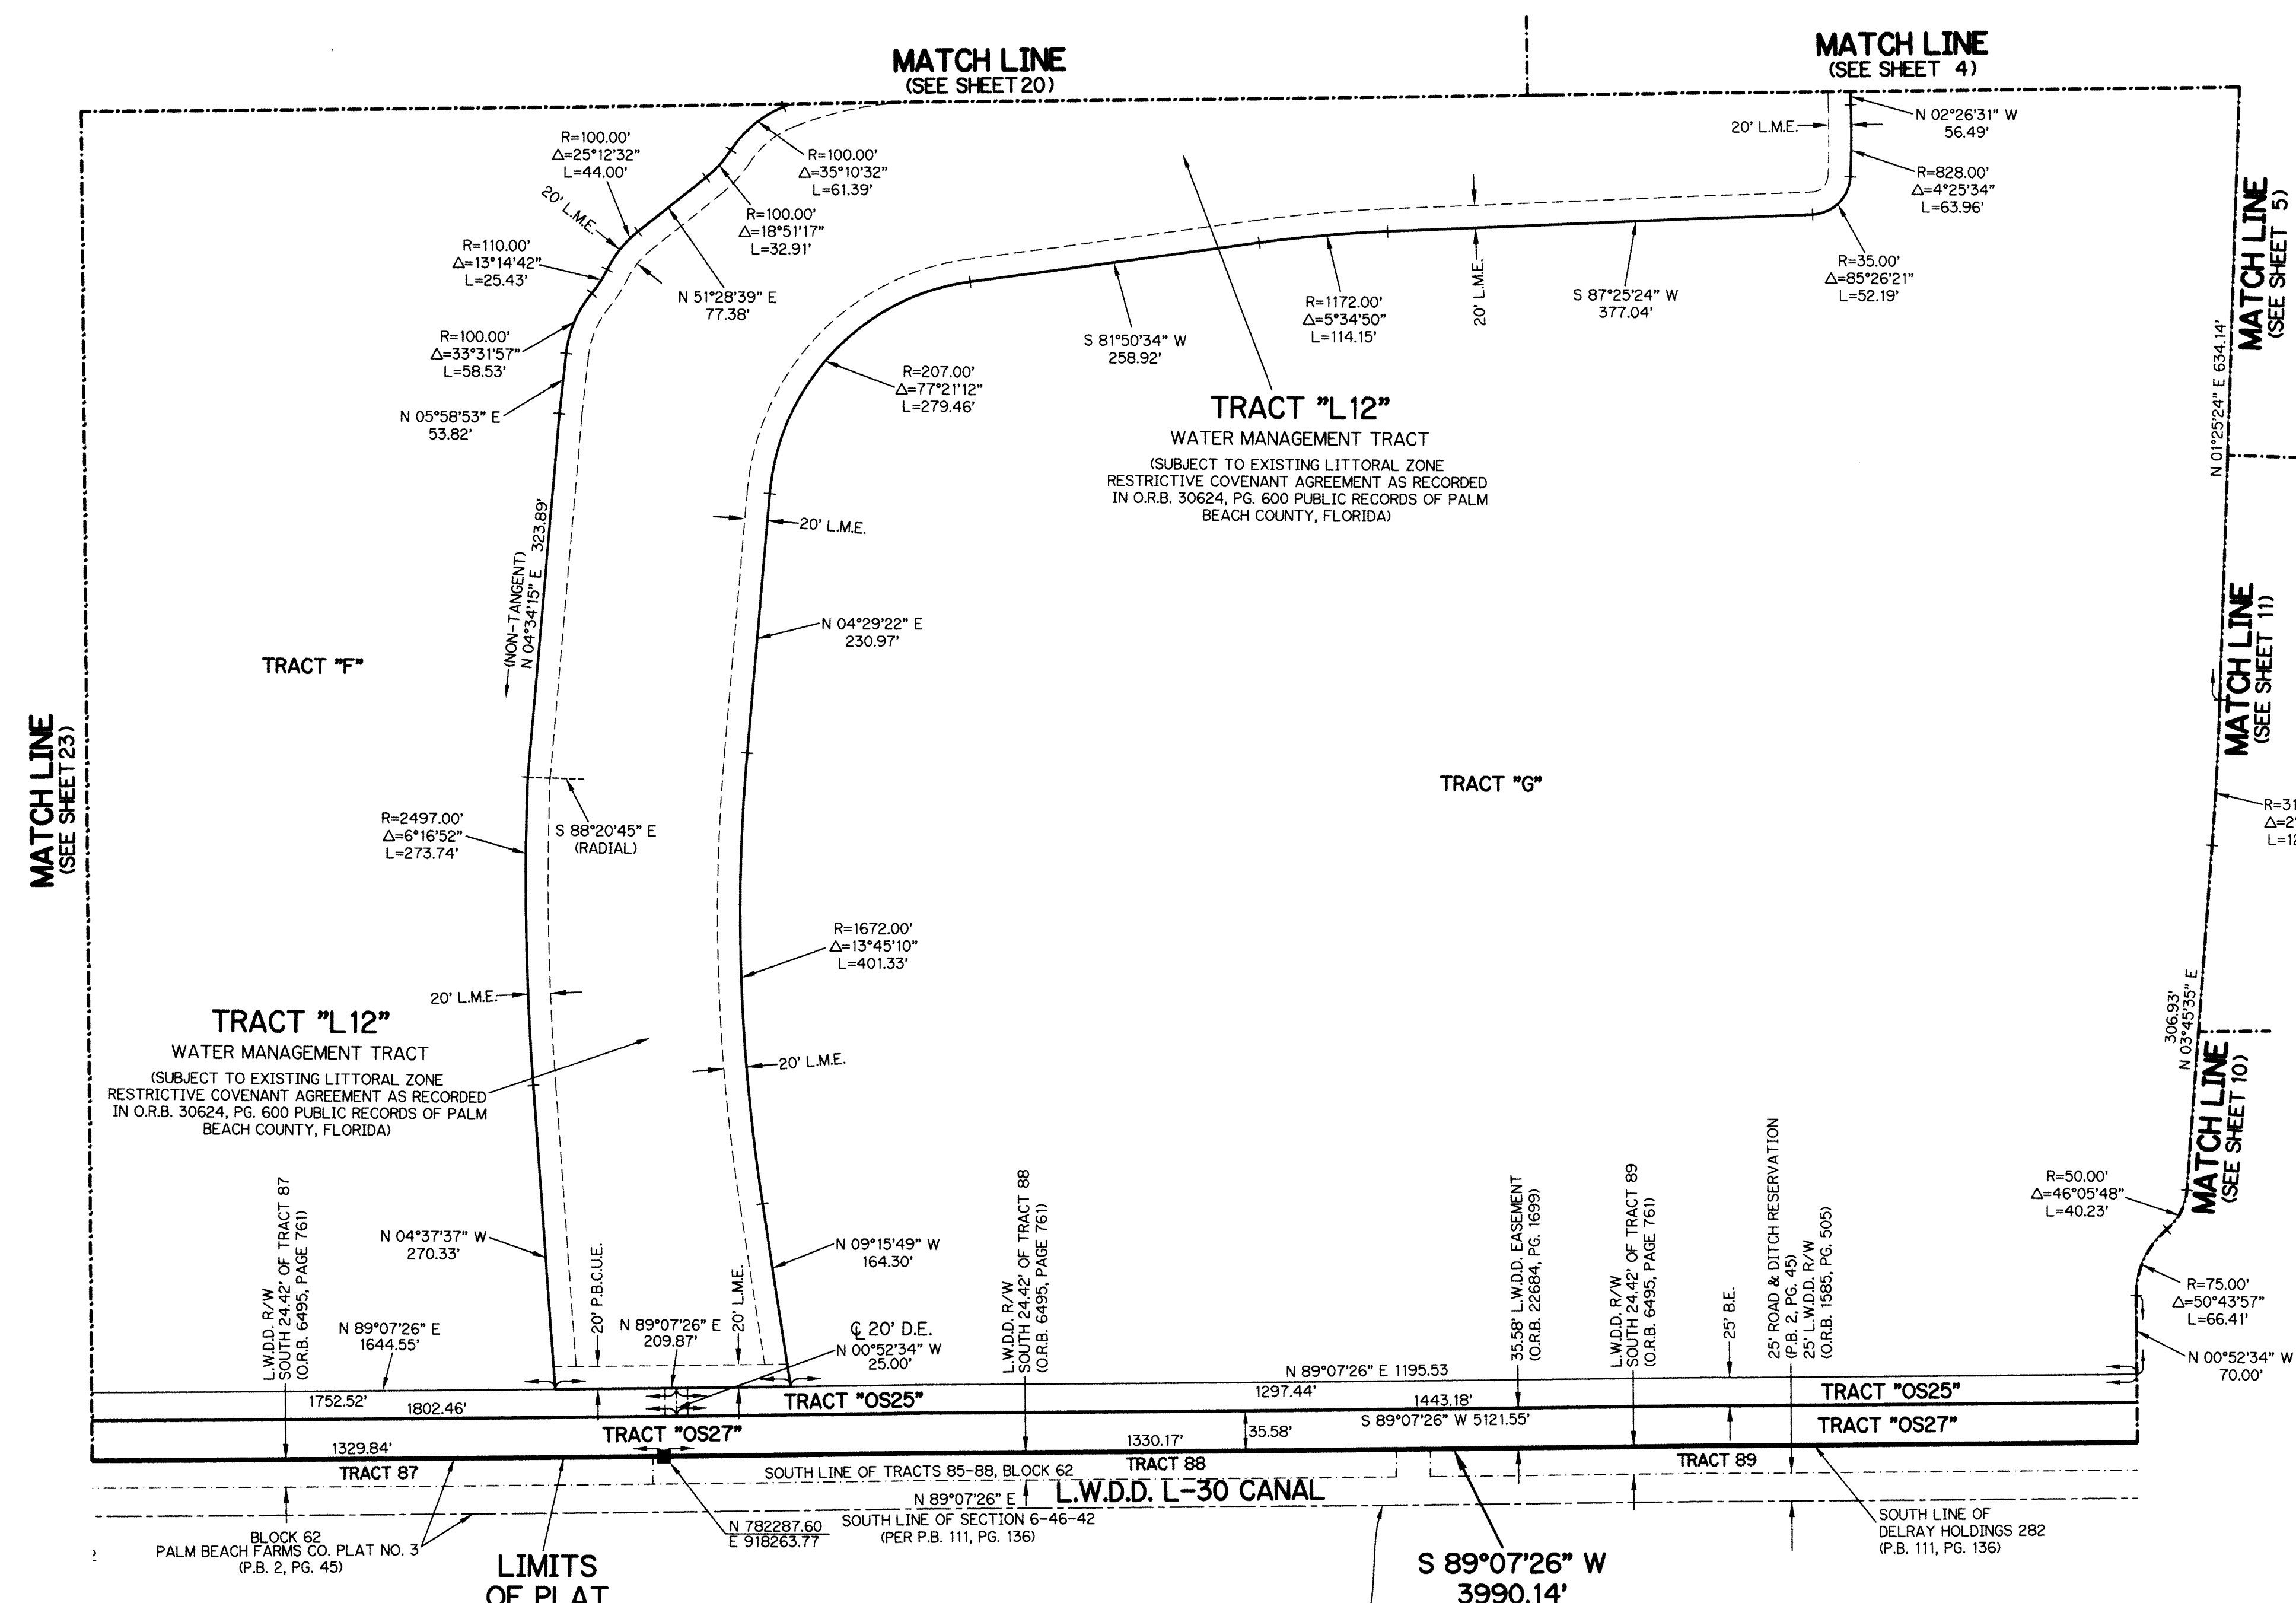 MATCH LINE
(SEE SHEET 20)
MATCH LINE
(SEE SHEET 4)
R=100.00'
△=25°12'32"
L=44.00'
R=100.00'
△=35°10'32"
L=61.39'
20' L.M.E.
R=100.00'
△=18°51'17"
L=32.91'
R=110.00'
△=13°14'42"
L=25.43'
N 51°28'39" E
77.38'
R=100.00'
△=33°31'57"
L=58.53'
N 05°58'53" E
53.82'
20' L.M.E.
N 02°26'31" W
56.49'
R=828.00'
△=4°25'34"
L=63.96'
R=35.00'
△=85°26'21"
L=52.19'
20' L.M.E.
S 87°25'24" W
377.04'
R=1172.00'
△=5°34'50"
L=114.15'
S 81°50'34" W
258.92'
R=207.00'
△=77°21'12"
L=279.46'
TRACT "L12"
WATER MANAGEMENT TRACT
(SUBJECT TO EXISTING LITTORAL ZONE
RESTRICTIVE COVENANT AGREEMENT AS RECORDED
IN O.R.B. 30624, PG. 600 PUBLIC RECORDS OF PALM
BEACH COUNTY, FLORIDA)
MATCH LINE
(SEE SHEET 5)
N 01°25'24" E 634.14'
20' L.M.E.
(NON-TANGENT)
N 04°34'15" E 323.89'
N 04°29'22" E
230.97'
TRACT "F"
TRACT "G"
MATCH LINE
(SEE SHEET 11)
MATCH LINE
(SEE SHEET 23)
R=2497.00'
△=6°16'52"
L=273.74'
S 88°20'45" E
(RADIAL)
R=31
△=2°
L=12
R=1672.00'
△=13°45'10"
L=401.33'
20' L.M.E.
TRACT "L12"
WATER MANAGEMENT TRACT
(SUBJECT TO EXISTING LITTORAL ZONE
RESTRICTIVE COVENANT AGREEMENT AS RECORDED
IN O.R.B. 30624, PG. 600 PUBLIC RECORDS OF PALM
BEACH COUNTY, FLORIDA)
20' L.M.E.
306.93'
N 03°45'35" E
MATCH LINE
(SEE SHEET 10)
L.W.D.D. R/W
SOUTH 24.42' OF TRACT 87
(O.R.B. 6495, PAGE 761)
N 04°37'37" W
270.33'
N 89°07'26" E
1644.55'
20' P.B.C.U.E.
N 89°07'26" E
209.87'
20' L.M.E.
N 09°15'49" W
164.30'
℄ 20' D.E.
N 00°52'34" W
25.00'
L.W.D.D. R/W
SOUTH 24.42' OF TRACT 88
(O.R.B. 6495, PAGE 761)
35.58' L.W.D.D. EASEMENT
(O.R.B. 22684, PG. 1699)
L.W.D.D. R/W
SOUTH 24.42' OF TRACT 89
(O.R.B. 6495, PAGE 761)
25' B.E.
25' ROAD & DITCH RESERVATION
(P.B. 2, PG. 45)
25' L.W.D.D. R/W
(O.R.B. 1585, PG. 505)
R=50.00'
△=46°05'48"
L=40.23'
R=75.00'
△=50°43'57"
L=66.41'
N 00°52'34" W
70.00'
N 89°07'26" E 1195.53
1752.52'
1802.46'
TRACT "OS25"
1297.44'
1443.18'
TRACT "OS25"
TRACT "OS27"
S 89°07'26" W 5121.55'
TRACT "OS27"
1329.84'
1330.17'
35.58'
TRACT 87
SOUTH LINE OF TRACTS 85-88, BLOCK 62
TRACT 88
TRACT 89
N 89°07'26" E
L.W.D.D. L-30 CANAL
SOUTH LINE OF SECTION 6-46-42
(PER P.B. 111, PG. 136)
N 782287.60
E 918263.77
BLOCK 62
PALM BEACH FARMS CO. PLAT NO. 3
(P.B. 2, PG. 45)
SOUTH LINE OF
DELRAY HOLDINGS 282
(P.B. 111, PG. 136)
LIMITS
OF PLAT
S 89°07'26" W
3990.14'